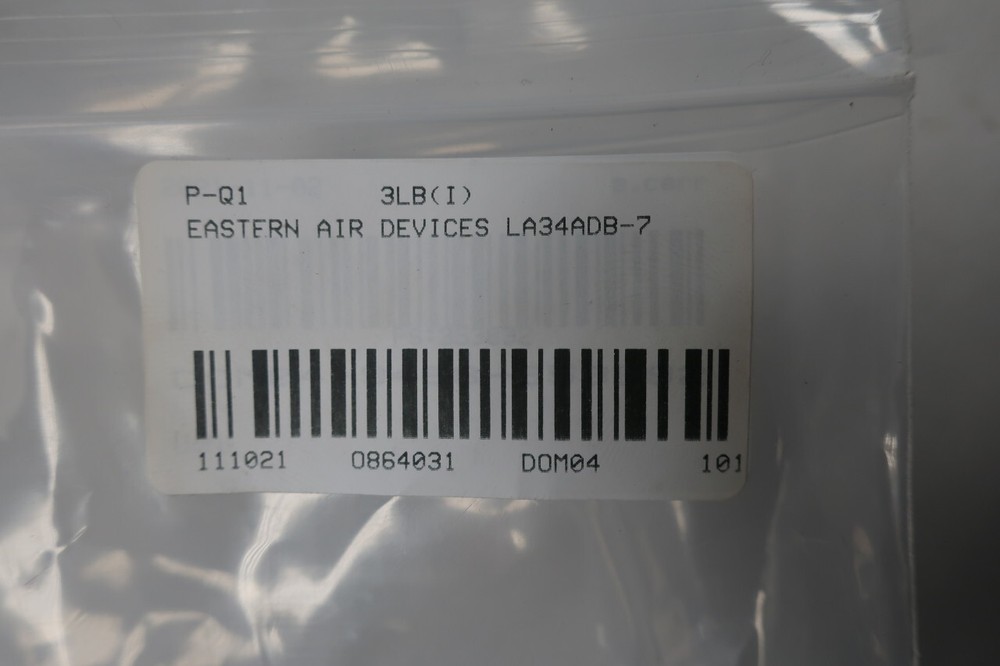 P-Q1 3LB(I)
EASTERN AIR DEVICES LA34ADB-7
111021 0864031 DOM04 101